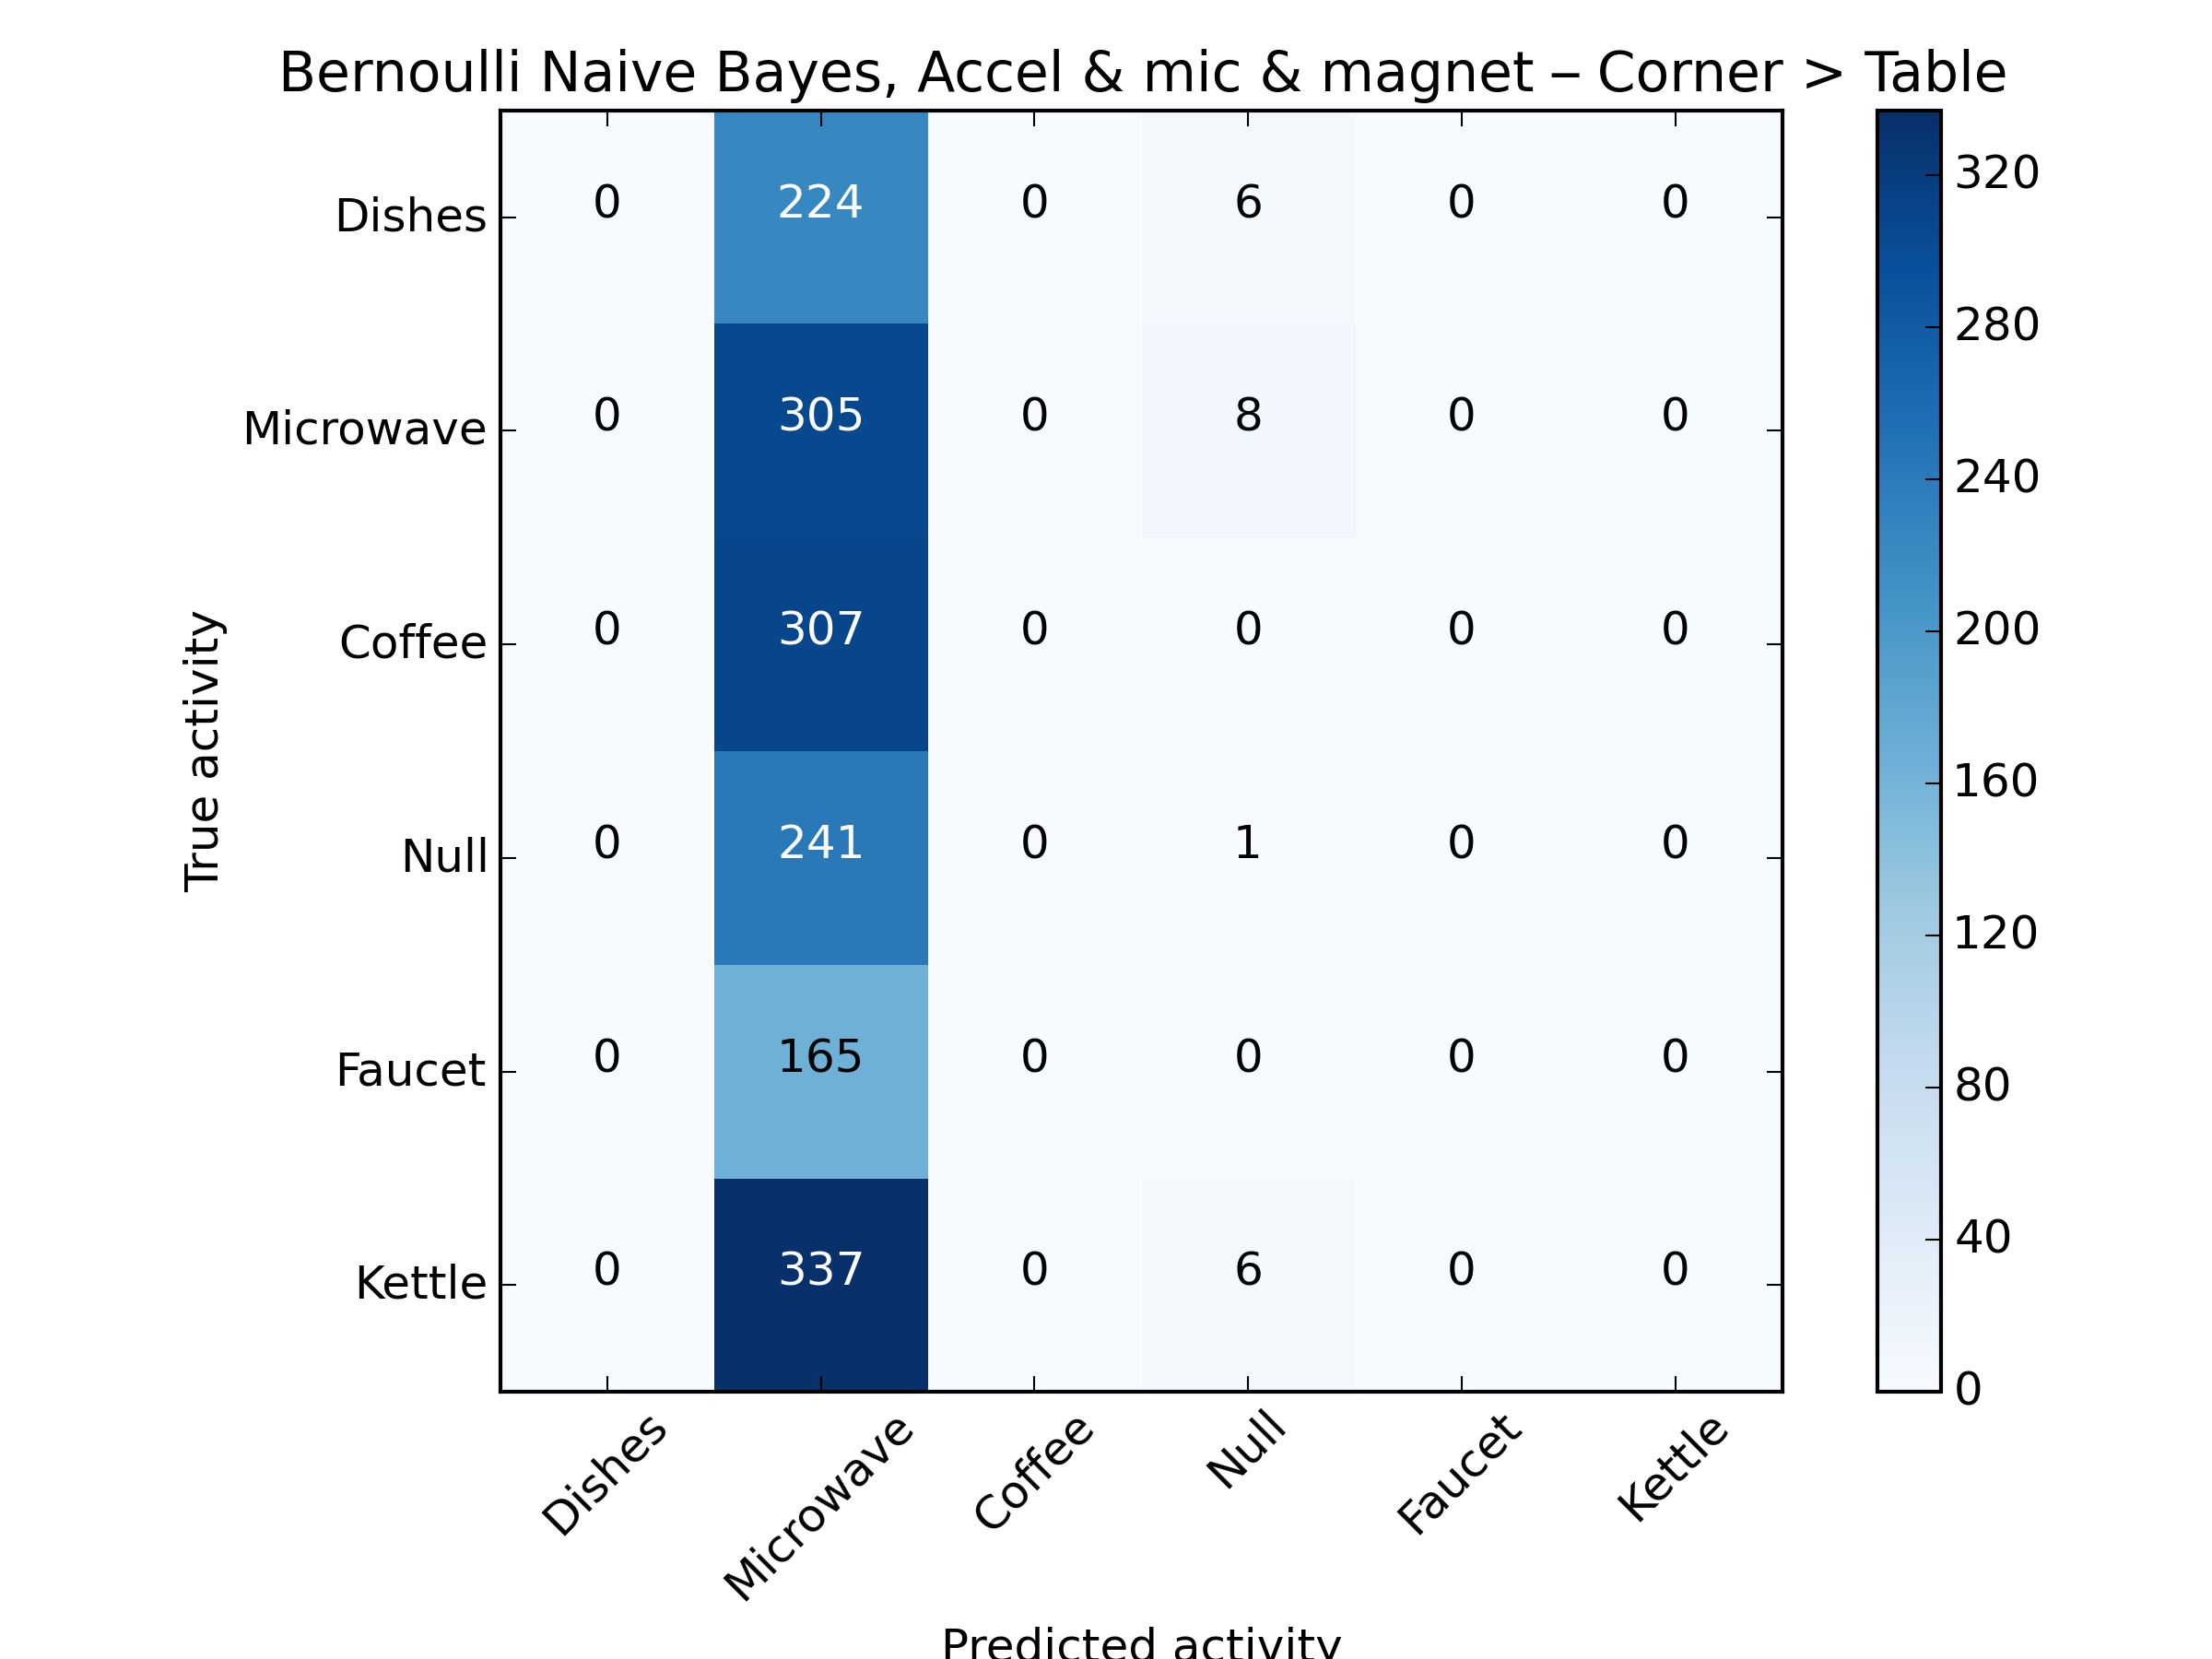 Bernoulli Naive Bayes, Accel & mic & magnet – Corner > Table
Dishes 0 224 0 6 0 0
Microwave 0 305 0 8 0 0
Coffee 0 307 0 0 0 0
Null 0 241 0 1 0 0
Faucet 0 165 0 0 0 0
Kettle 0 337 0 6 0 0
True activity
Dishes Microwave Coffee Null Faucet Kettle
Predicted activity
320
280
240
200
160
120
80
40
0